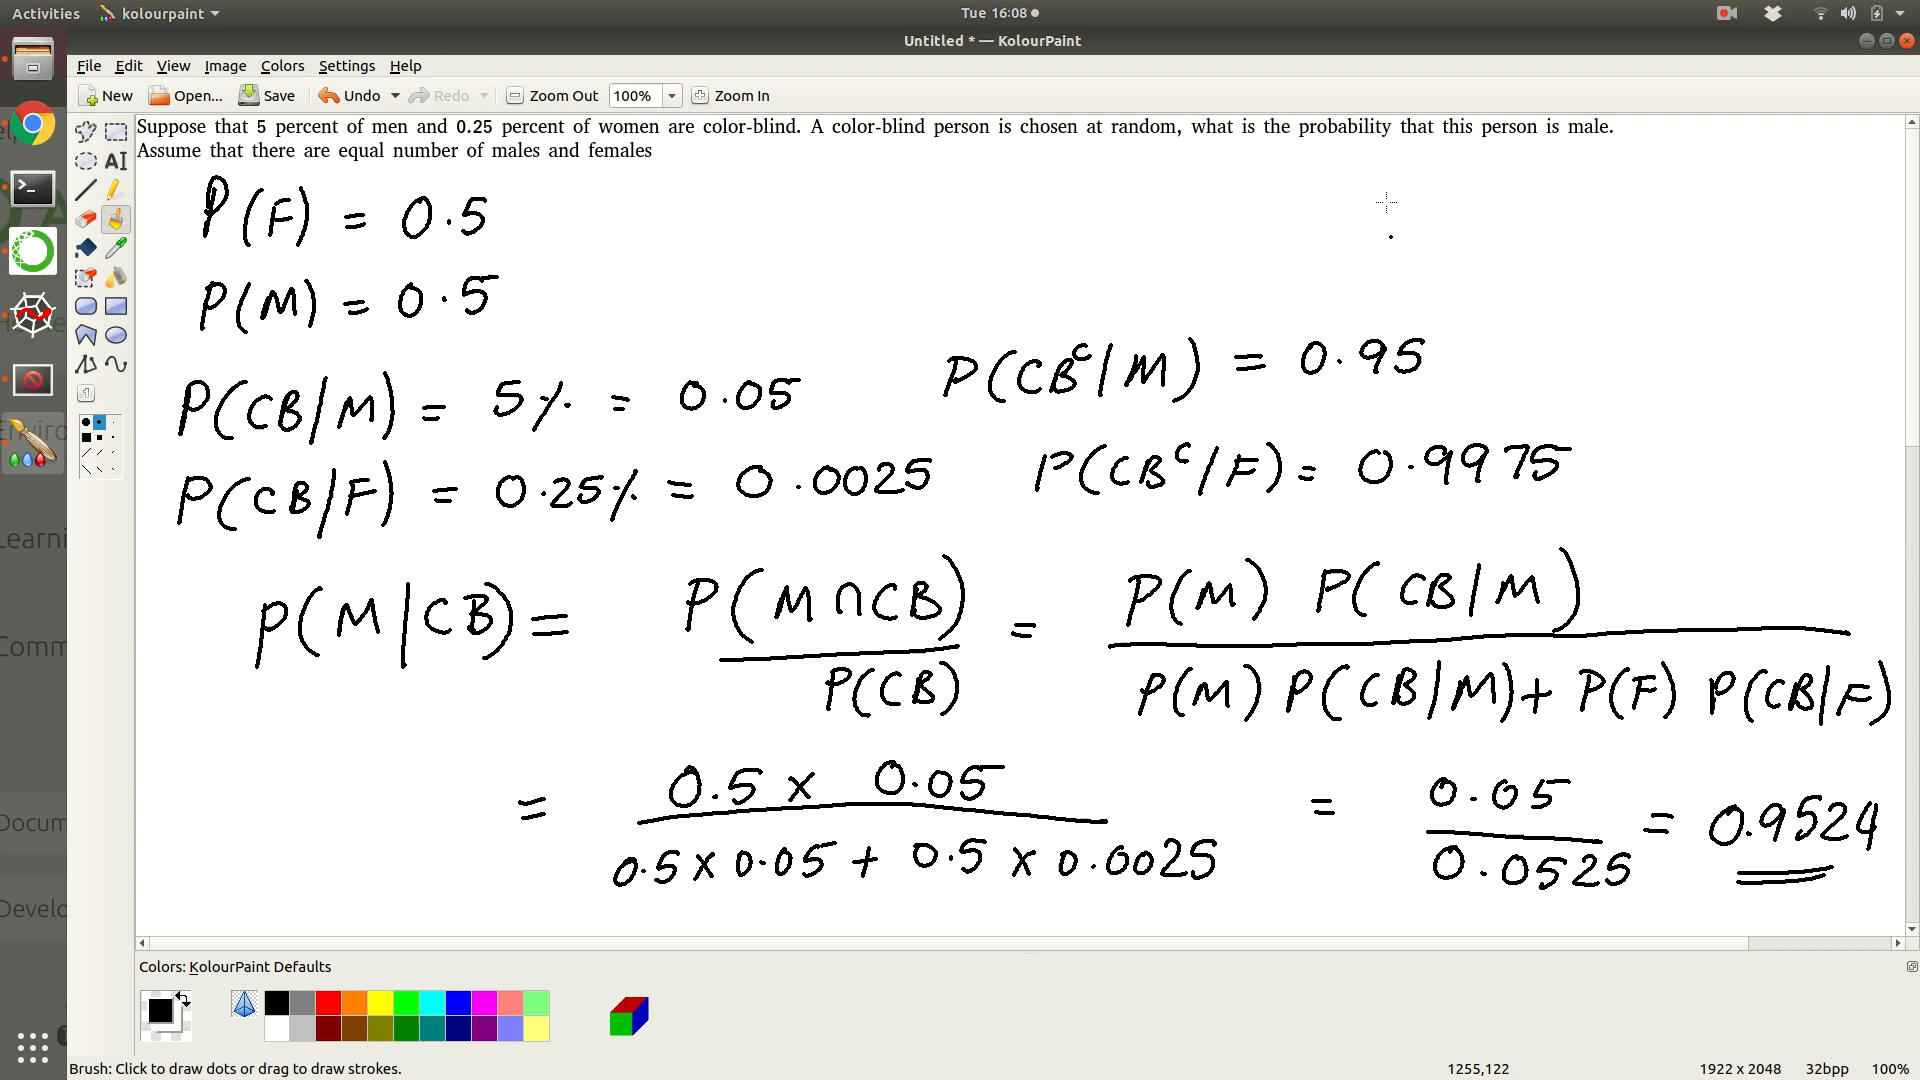 Activities kolourpaint Tue 16:08
Untitled * — KolourPaint
File Edit View Image Colors Settings Help
New Open... Save Undo Redo Zoom Out 100% Zoom In
Suppose that 5 percent of men and 0.25 percent of women are color-blind. A color-blind person is chosen at random, what is the probability that this person is male.
Assume that there are equal number of males and females
P(F) = 0.5
P(M) = 0.5
P(CB/M) = 5% = 0.05
P(CBᶜ/M) = 0.95
P(CB/F) = 0.25% = 0.0025
P(CBᶜ/F) = 0.9975
P(M|CB) = P(M∩CB) / P(CB) = P(M) P(CB/M) / P(M) P(CB/M) + P(F) P(CB/F)
= 0.5 x 0.05 / 0.5 x 0.05 + 0.5 x 0.0025 = 0.05 / 0.0525 = 0.9524
Learni
Comm
Docum
Develo
Colors: KolourPaint Defaults
Brush: Click to draw dots or drag to draw strokes. 1255,122 1922 x 2048 32bpp 100%